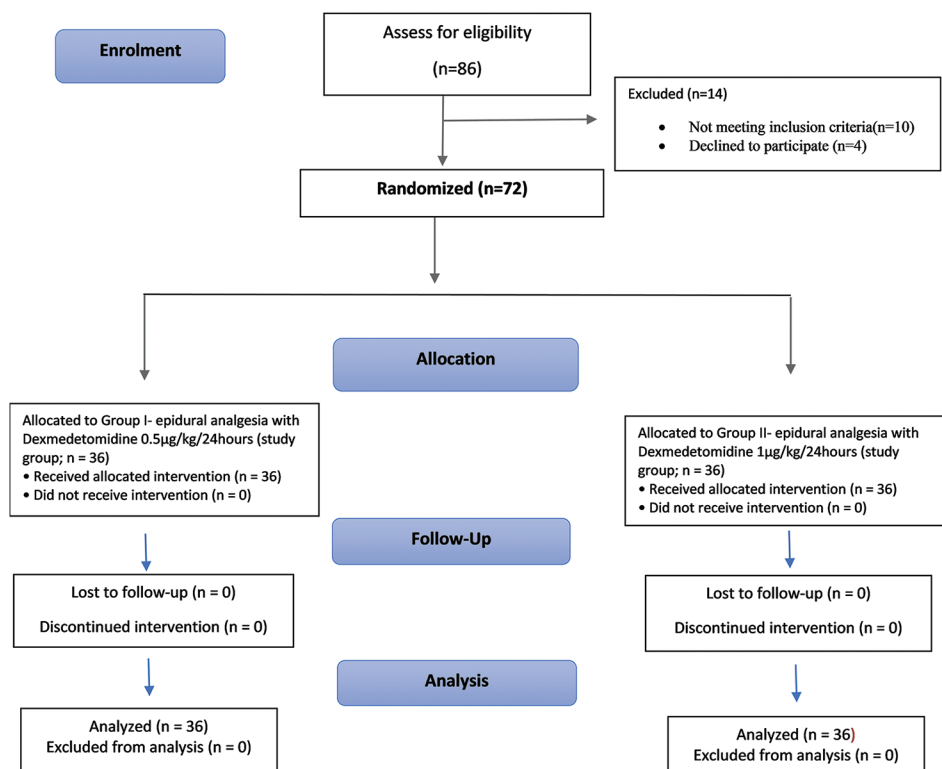 Enrolment
Assess for eligibility
(n=86)
Excluded (n=14)
• Not meeting inclusion criteria(n=10)
• Declined to participate (n=4)
Randomized (n=72)
Allocation
Allocated to Group I- epidural analgesia with
Dexmedetomidine 0.5µg/kg/24hours (study
group; n = 36)
• Received allocated intervention (n = 36)
• Did not receive intervention (n = 0)
Allocated to Group II- epidural analgesia with
Dexmedetomidine 1µg/kg/24hours (study
group; n = 36)
• Received allocated intervention (n = 36)
• Did not receive intervention (n = 0)
Follow-Up
Lost to follow-up (n = 0)
Discontinued intervention (n = 0)
Lost to follow-up (n = 0)
Discontinued intervention (n = 0)
Analysis
Analyzed (n = 36)
Excluded from analysis (n = 0)
Analyzed (n = 36)
Excluded from analysis (n = 0)